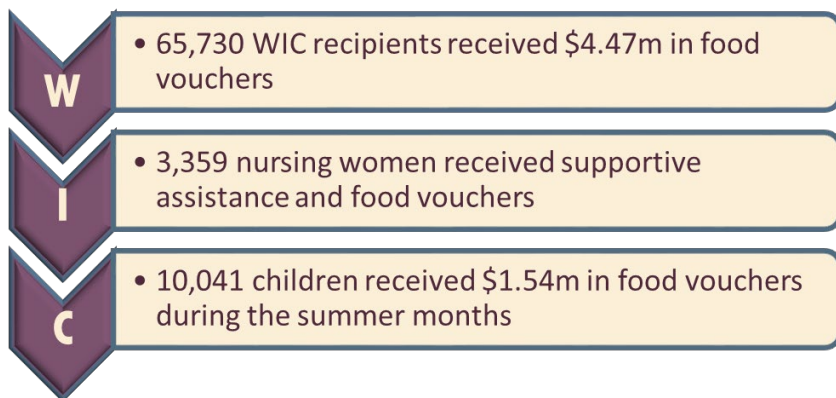 W
• 65,730 WIC recipients received $4.47m in food
vouchers
I
• 3,359 nursing women received supportive
assistance and food vouchers
C
• 10,041 children received $1.54m in food vouchers
during the summer months